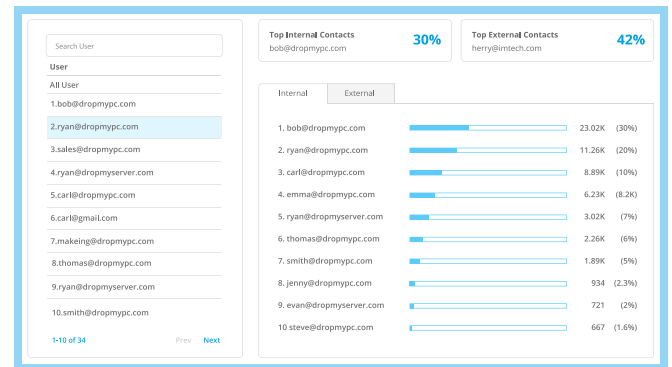 Search User
User
All User
1.bob@dropmypc.com
2.ryan@dropmypc.com
3.sales@dropmypc.com
4.ryan@dropmyserver.com
5.carl@dropmypc.com
6.carl@gmail.com
7.makeing@dropmypc.com
8.thomas@dropmypc.com
9.ryan@dropmyserver.com
10.smith@dropmypc.com
1-10 of 34 Prev Next
Top Internal Contacts
bob@dropmypc.com
30%
Top External Contacts
herry@imtech.com
42%
Internal External
1. bob@dropmypc.com 23.02K (30%)
2. ryan@dropmypc.com 11.26K (20%)
3. carl@dropmypc.com 8.89K (10%)
4. emma@dropmypc.com 6.23K (8.2K)
5. ryan@dropmyserver.com 3.02K (7%)
6. thomas@dropmypc.com 2.26K (6%)
7. smith@dropmypc.com 1.89K (5%)
8. jenny@dropmypc.com 934 (2.3%)
9. evan@dropmyserver.com 721 (2%)
10 steve@dropmypc.com 667 (1.6%)